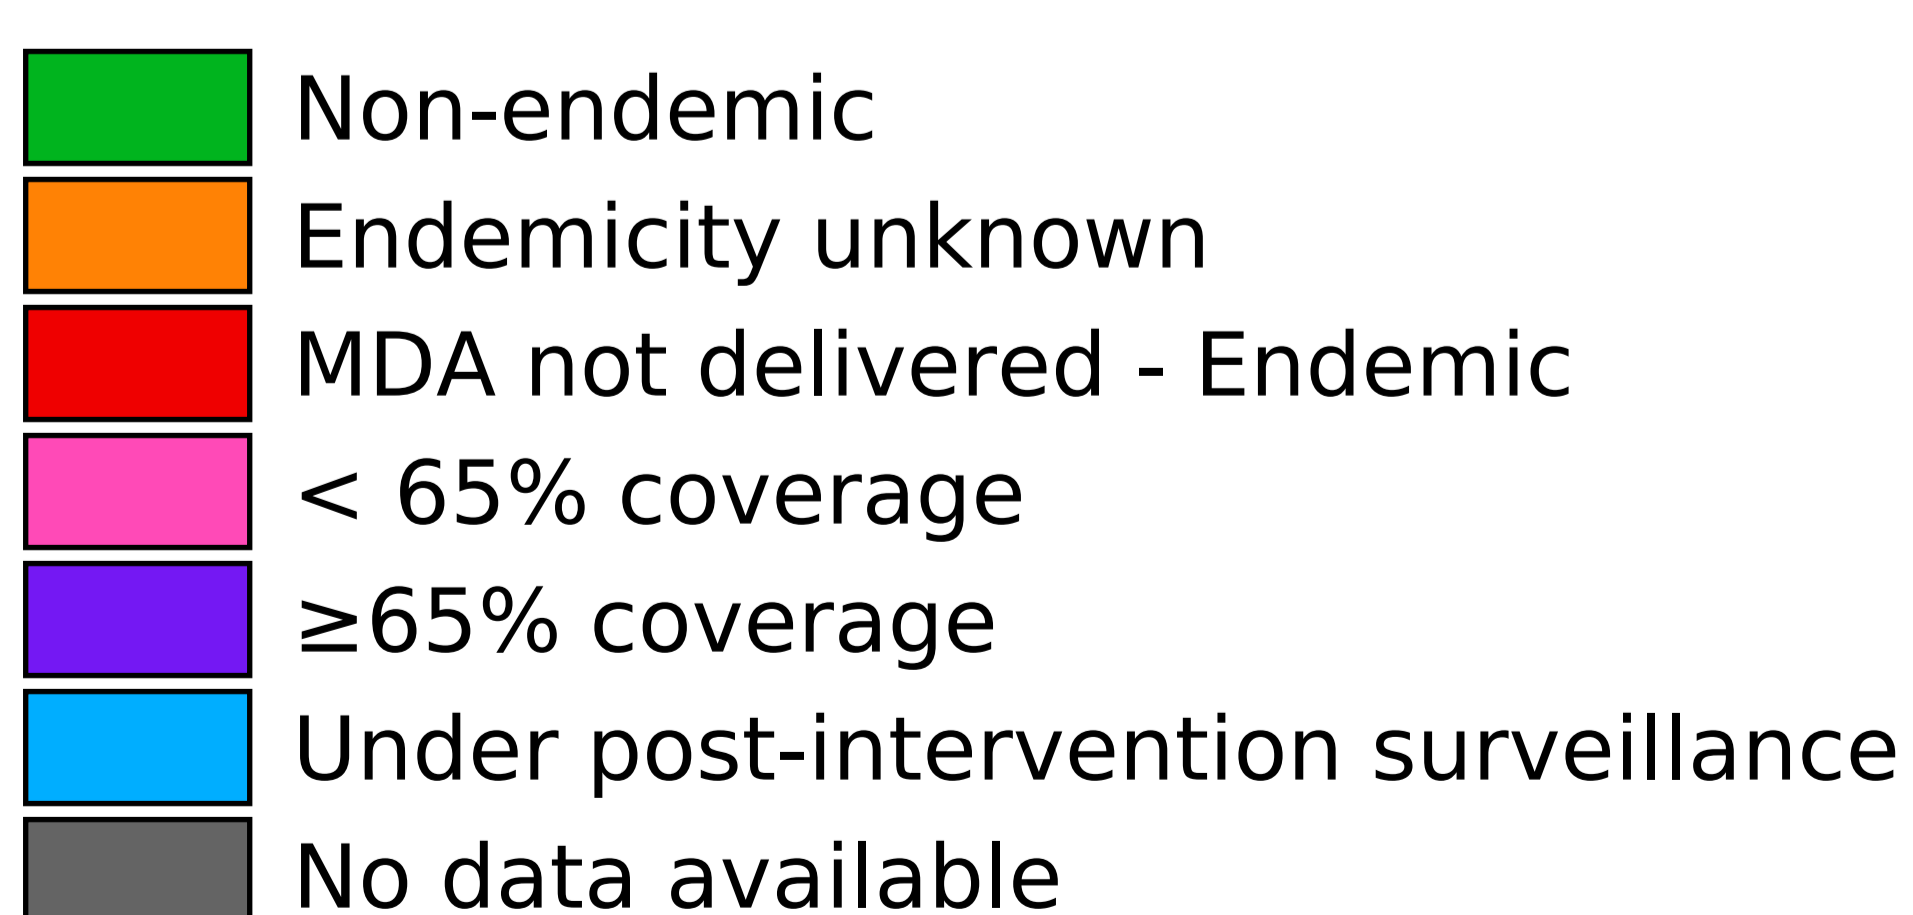 Non-endemic
Endemicity unknown
MDA not delivered - Endemic
< 65% coverage
≥65% coverage
Under post-intervention surveillance
No data available